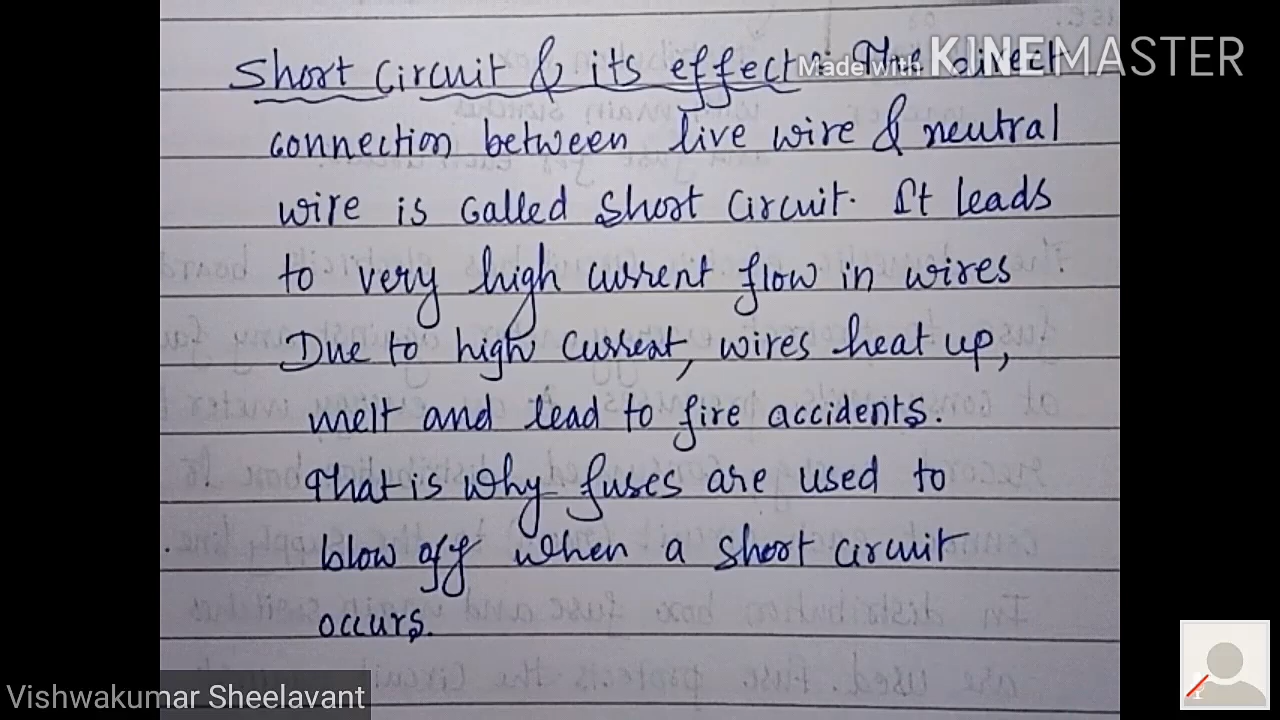 Short Circuit & its effect: The direct
Made with KINEMASTER
connection between live wire & neutral
wire is called short circuit. It leads
to very high current flow in wires
Due to high current, wires heat up,
melt and lead to fire accidents.
That is why fuses are used to
blow off when a short circuit
occurs.
Vishwakumar Sheelavant